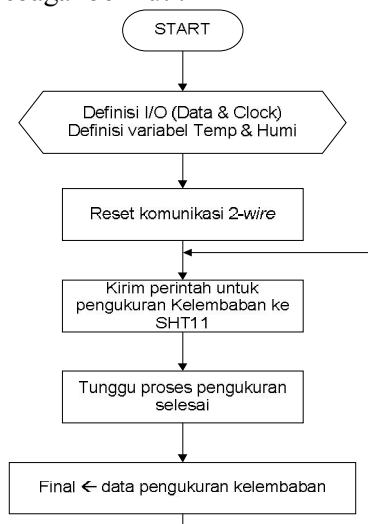 START
Definisi I/O (Data & Clock)
Definisi variabel Temp & Humi
Reset komunikasi 2-wire
Kirim perintah untuk
pengukuran Kelembaban ke
SHT11
Tunggu proses pengukuran
selesai
Final ← data pengukuran kelembaban